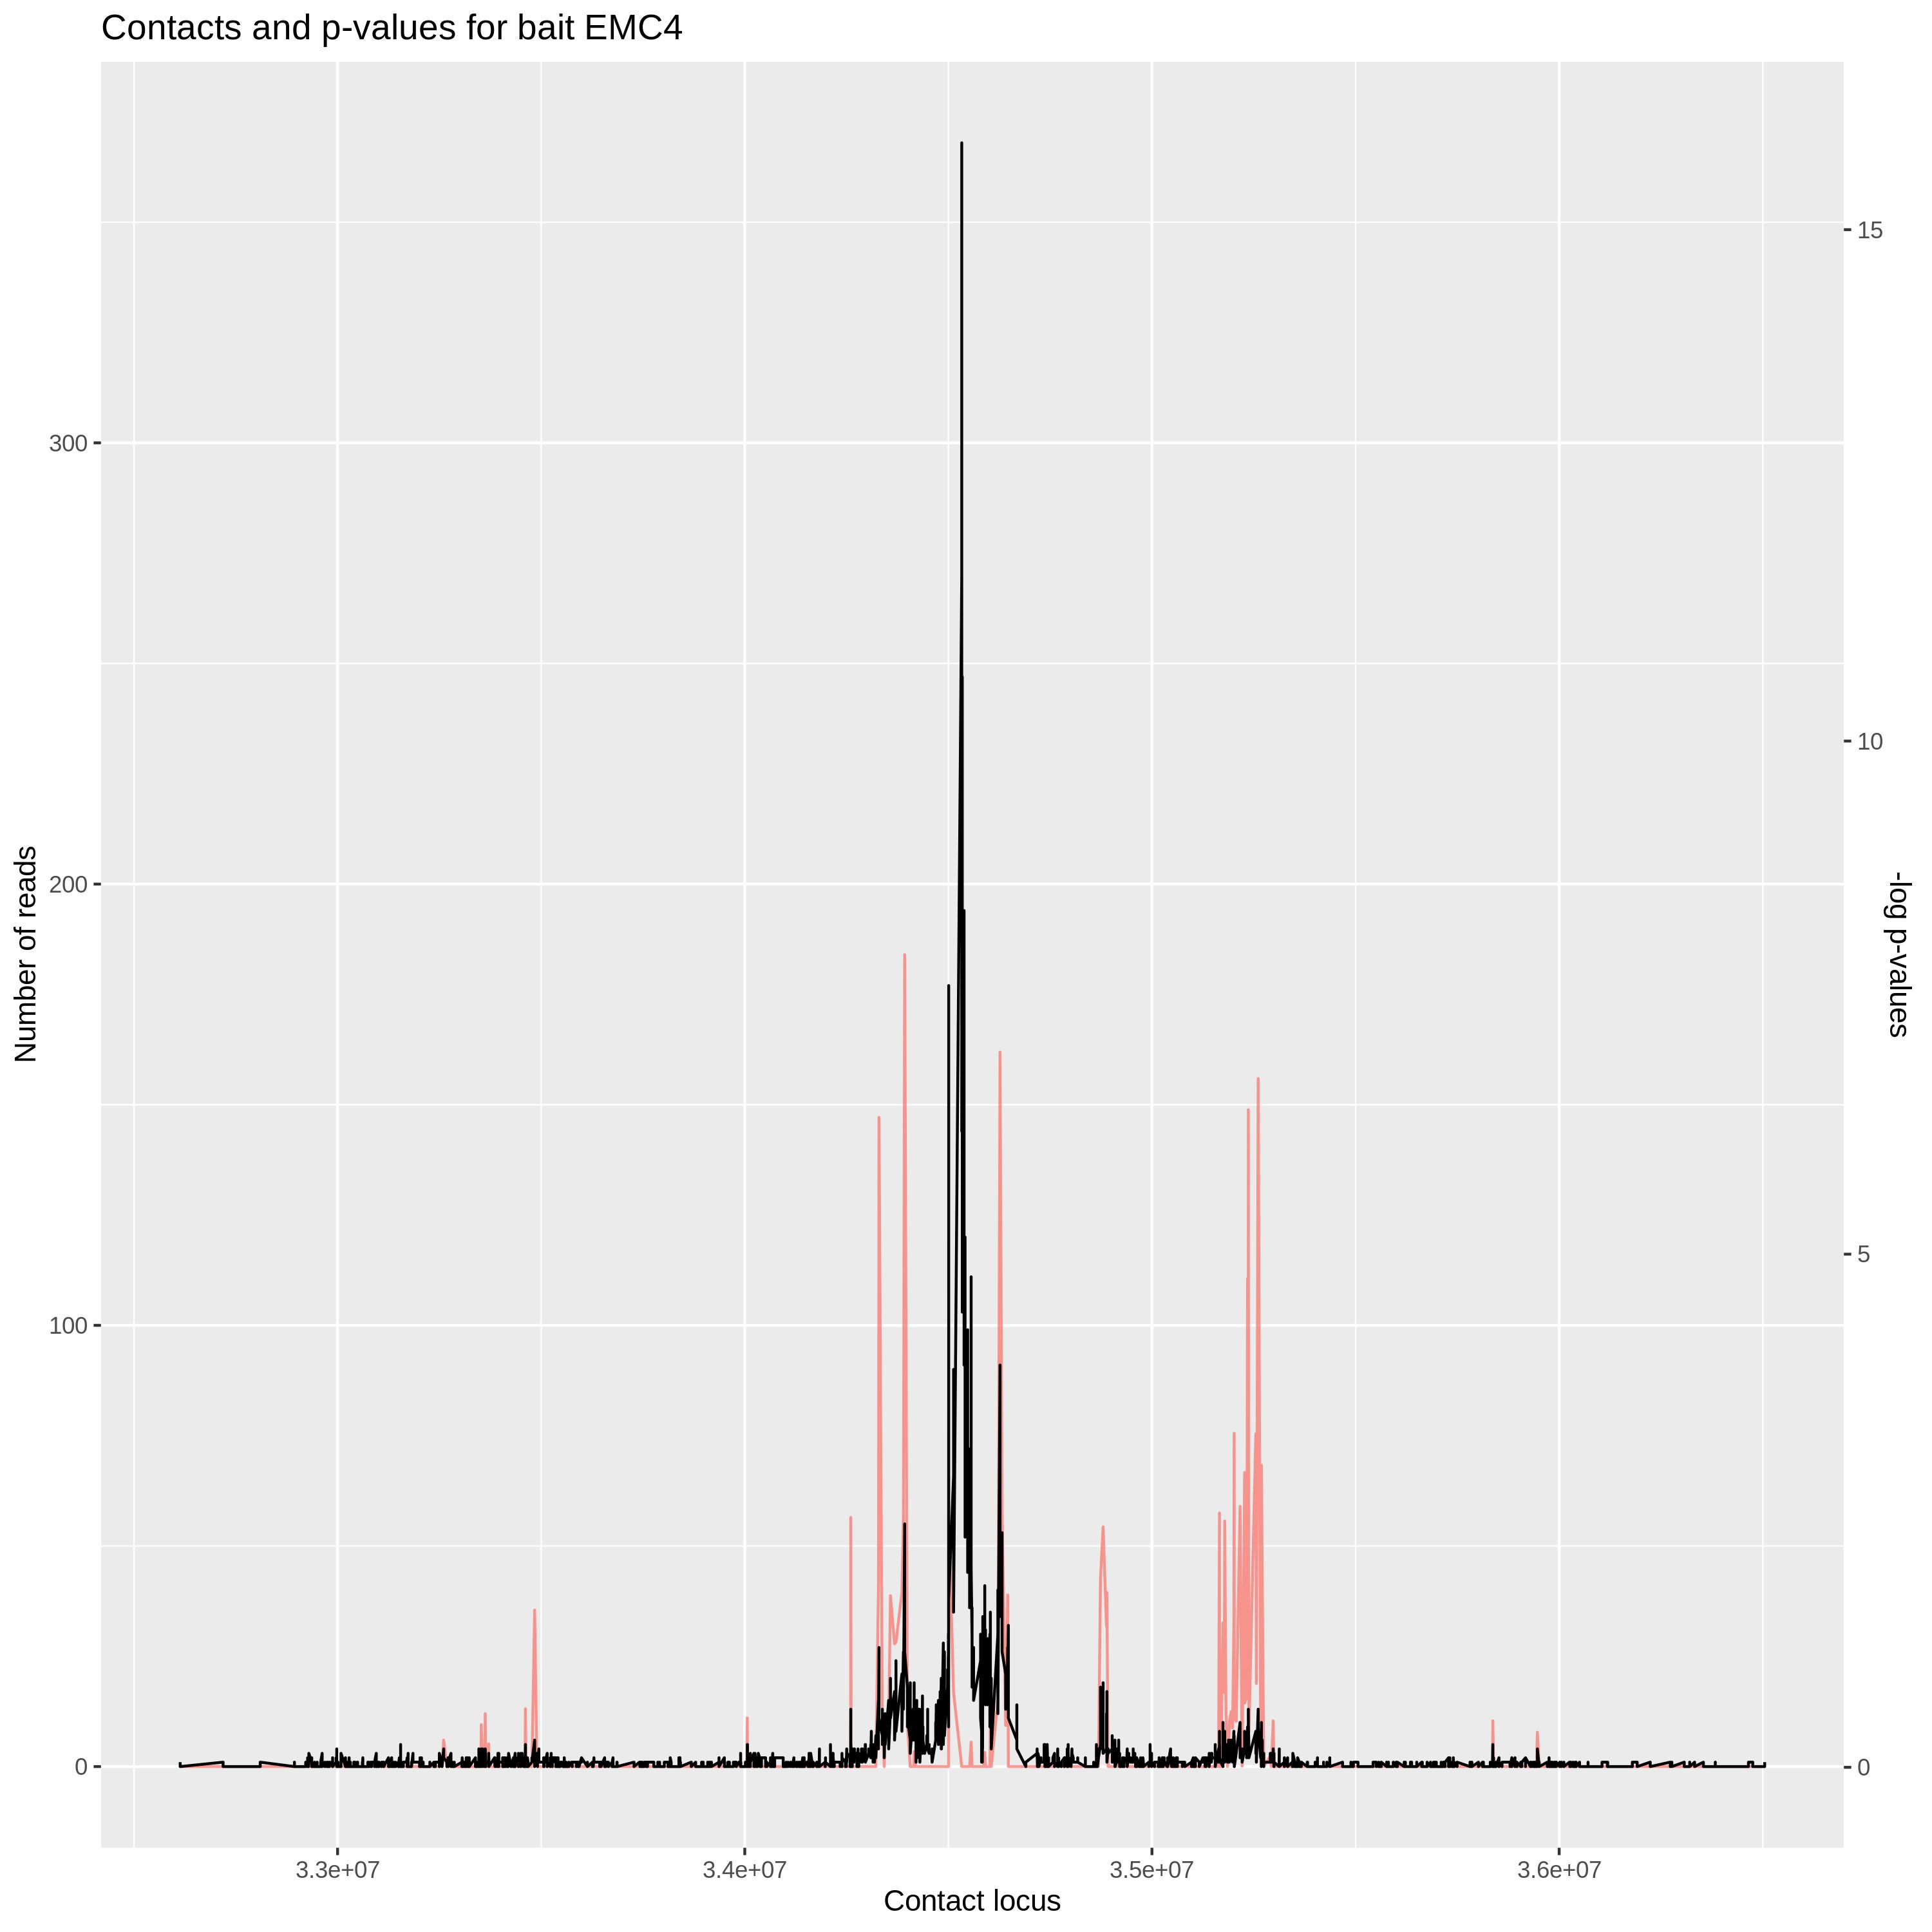 Contacts and p-values for bait EMC4
Number of reads
300
200
100
0
15
10
5
0
-log p-values
3.3e+07 3.4e+07 3.5e+07 3.6e+07
Contact locus